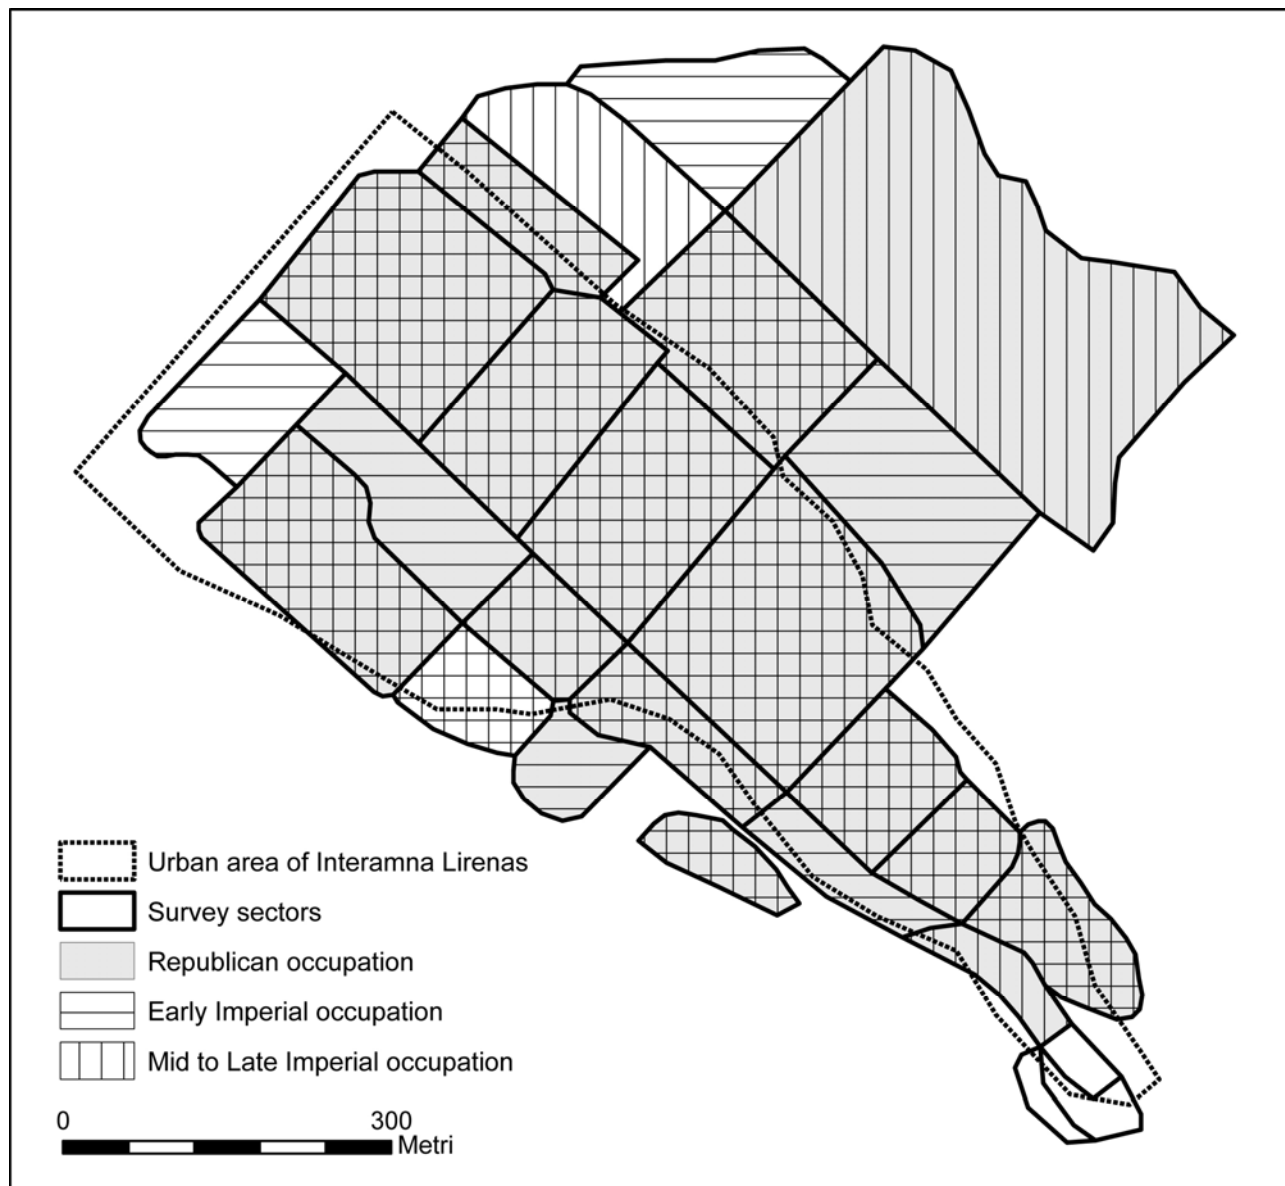 Urban area of Interamna Lirenas
Survey sectors
Republican occupation
Early Imperial occupation
Mid to Late Imperial occupation
0 300
Metri